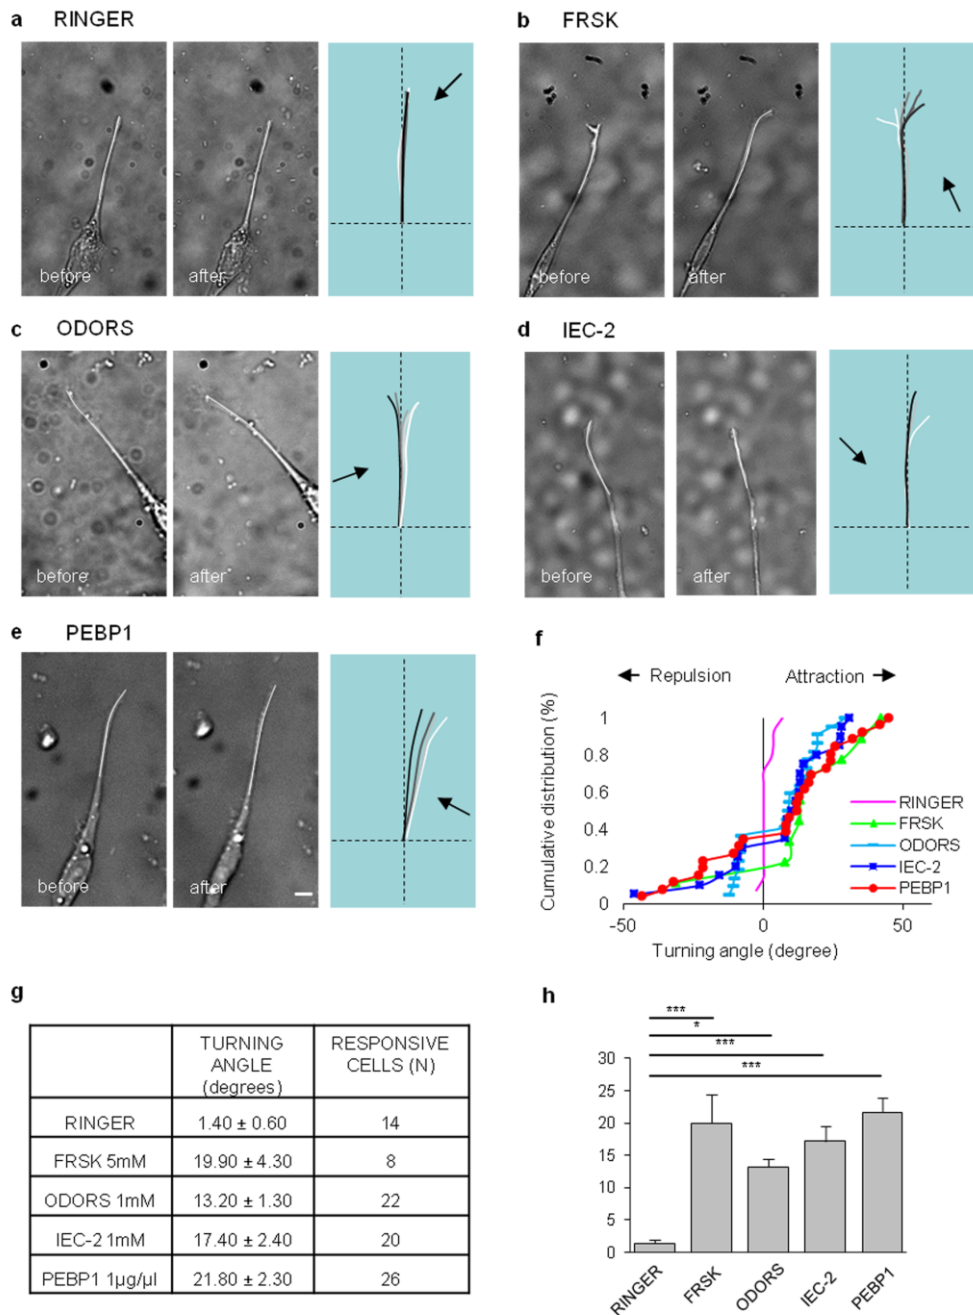 a RINGER
before
after
b FRSK
before
after
c ODORS
before
after
d IEC-2
before
after
e PEBP1
before
after
f
Repulsion Attraction
Cumulative distribution (%)
1
0.8
0.6
0.4
0.2
0
-50 0 50
Turning angle (degree)
RINGER
FRSK
ODORS
IEC-2
PEBP1
g
TURNING ANGLE (degrees) RESPONSIVE CELLS (N)
RINGER 1.40 ± 0.60 14
FRSK 5mM 19.90 ± 4.30 8
ODORS 1mM 13.20 ± 1.30 22
IEC-2 1mM 17.40 ± 2.40 20
PEBP1 1µg/µl 21.80 ± 2.30 26
h
***
*
***
***
30
25
20
15
10
5
0
RINGER
FRSK
ODORS
IEC-2
PEBP1